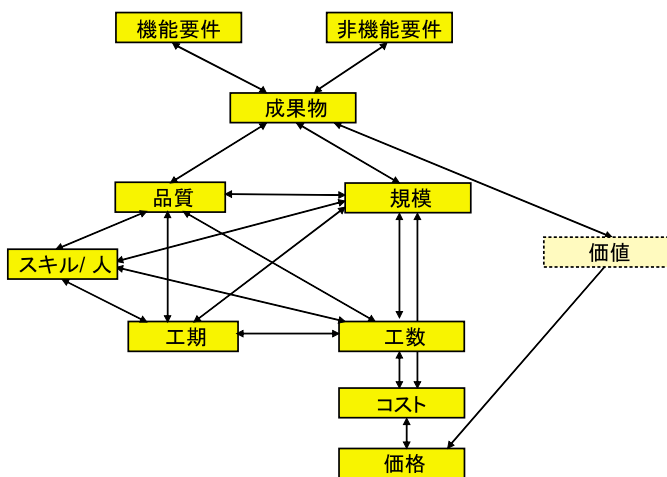 機能要件
非機能要件
成果物
品質
規模
価値
スキル/人
工期
工数
コスト
価格